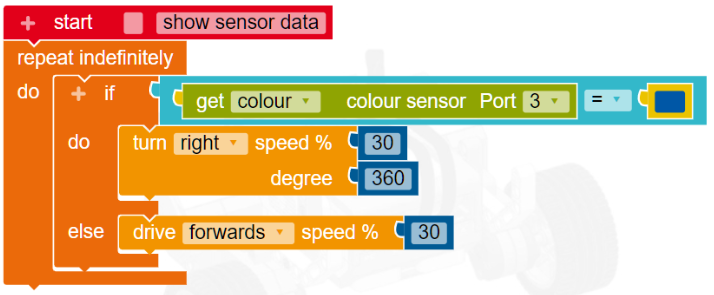 + start show sensor data
repeat indefinitely
do + if get colour colour sensor Port 3 =
do turn right speed % 30
degree 360
else drive forwards speed % 30